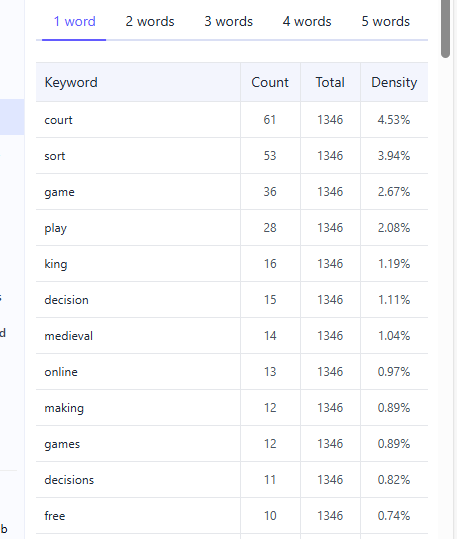 1 word 2 words 3 words 4 words 5 words
Keyword Count Total Density
court 61 1346 4.53%
sort 53 1346 3.94%
game 36 1346 2.67%
play 28 1346 2.08%
king 16 1346 1.19%
decision 15 1346 1.11%
medieval 14 1346 1.04%
online 13 1346 0.97%
making 12 1346 0.89%
games 12 1346 0.89%
decisions 11 1346 0.82%
free 10 1346 0.74%